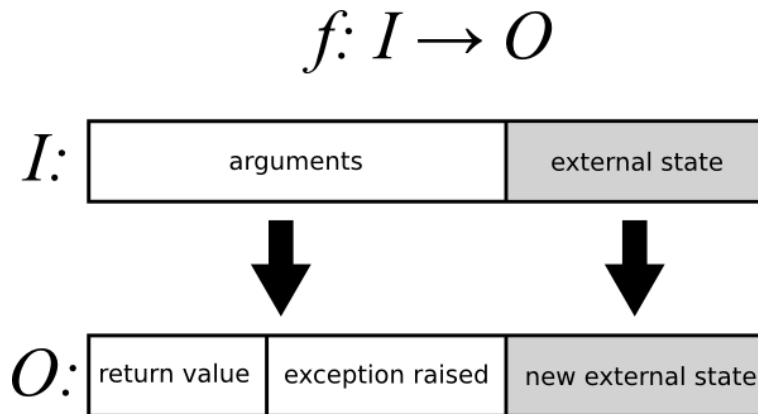 f: I → O
I: arguments external state
O: return value exception raised new external state